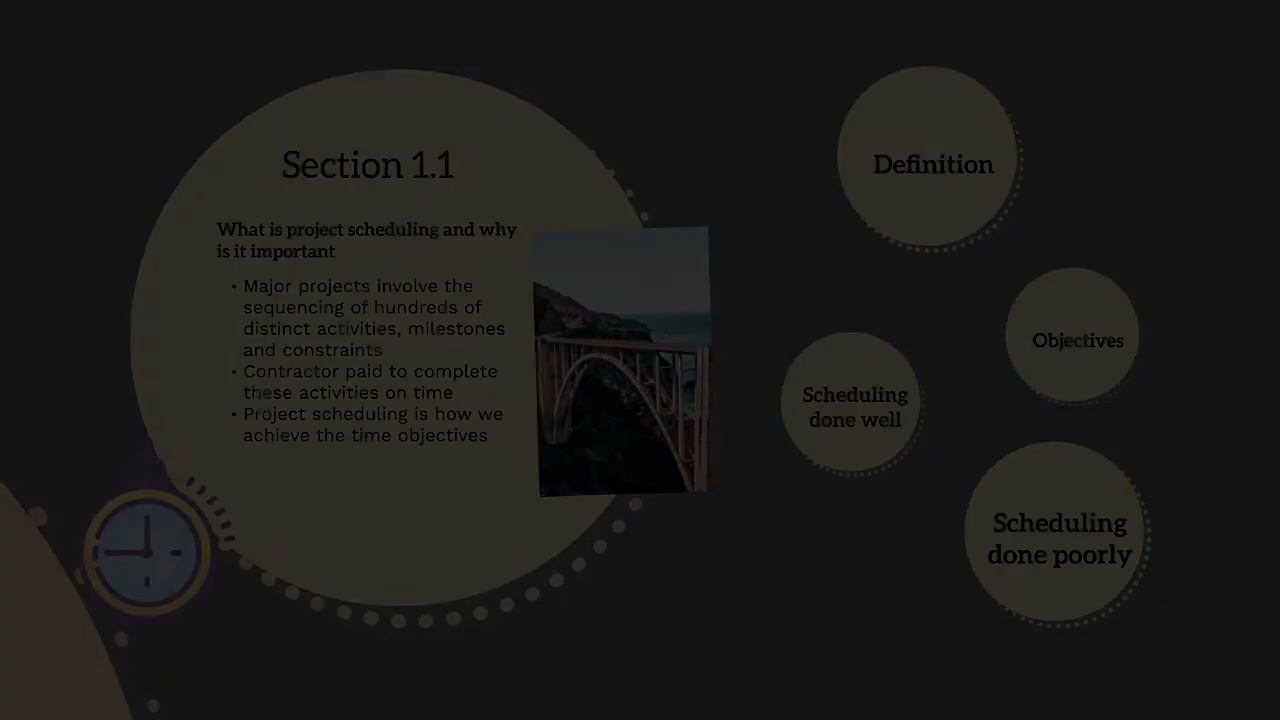 Section 1.1
What is project scheduling and why
is it important
• Major projects involve the
sequencing of hundreds of
distinct activities, milestones
and constraints
• Contractor paid to complete
these activities on time
• Project scheduling is how we
achieve the time objectives
Definition
Objectives
Scheduling
done well
Scheduling
done poorly